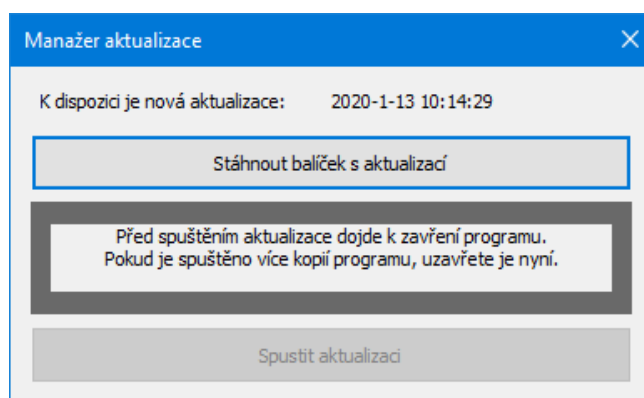 Manažer aktualizace
K dispozici je nová aktualizace: 2020-1-13 10:14:29
Stáhnout balíček s aktualizací
Před spuštěním aktualizace dojde k zavření programu.
Pokud je spuštěno více kopií programu, uzavřete je nyní.
Spustit aktualizaci